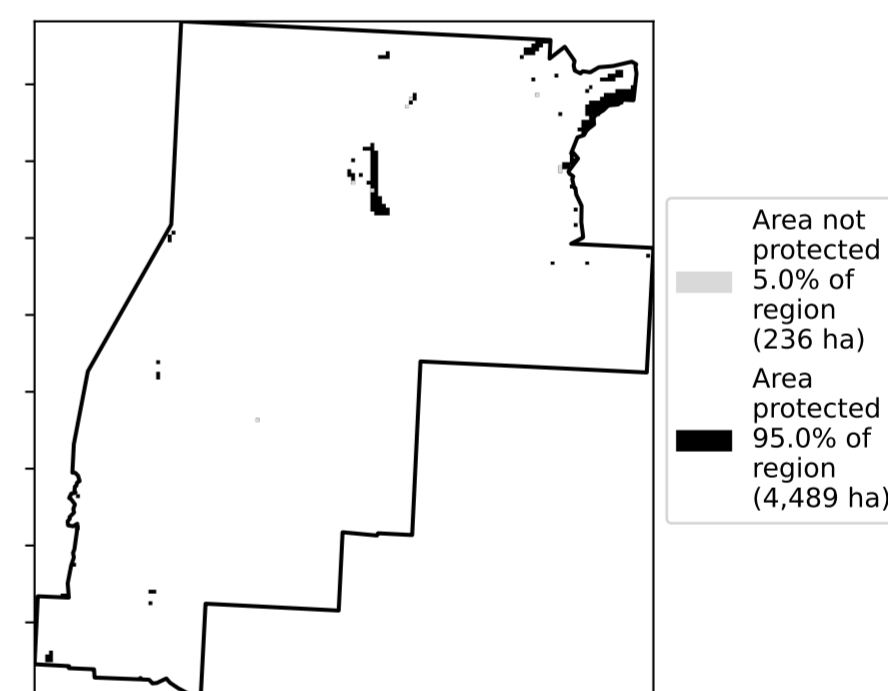 Area not
protected
5.0% of
region
(236 ha)
Area
protected
95.0% of
region
(4,489 ha)